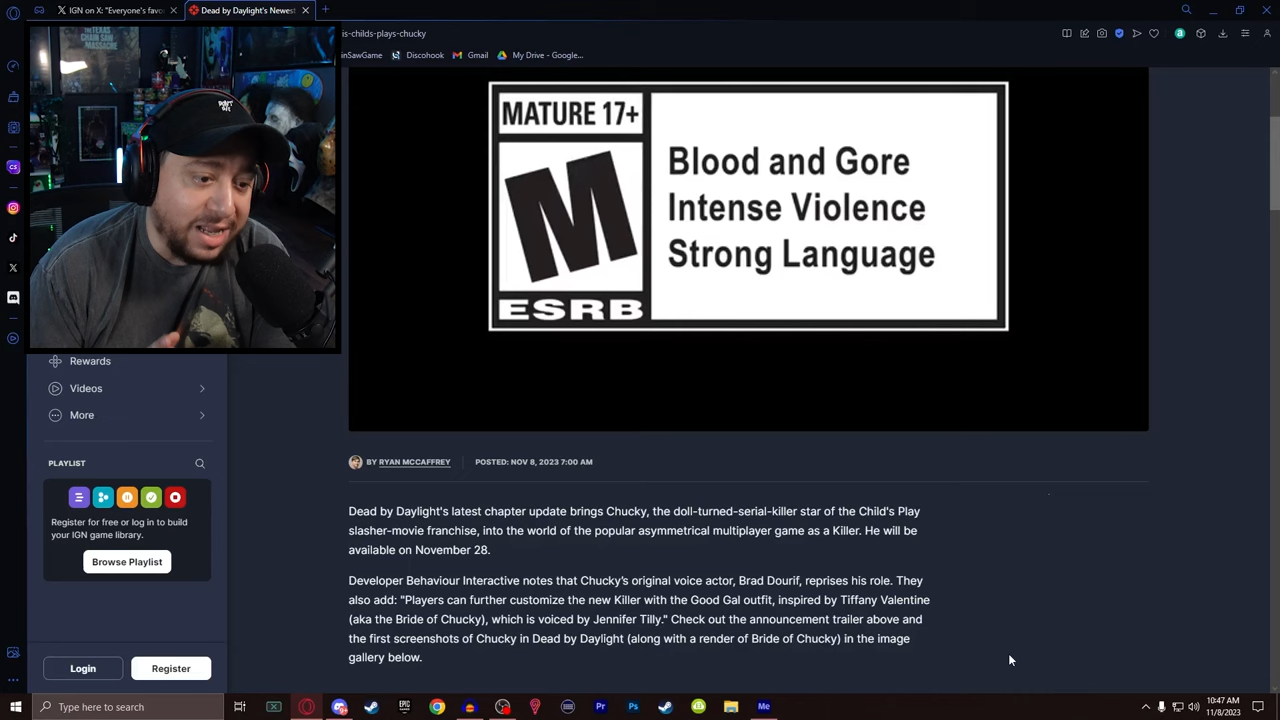 IGN on X: "Everyone's favo
Dead by Daylight's Newes
is-childs-plays-chucky
inSawGame
Discohook
Gmail
My Drive - Google...
MATURE 17+
M
ESRB
Blood and Gore
Intense Violence
Strong Language
Rewards
Videos
More
PLAYLIST
Register for free or log in to build
your IGN game library.
Browse Playlist
Login
Register
BY RYAN MCCAFFREY
POSTED: NOV 8, 2023 7:00 AM
Dead by Daylight's latest chapter update brings Chucky, the doll-turned-serial-killer star of the Child's Play
slasher-movie franchise, into the world of the popular asymmetrical multiplayer game as a Killer. He will be
available on November 28.
Developer Behaviour Interactive notes that Chucky's original voice actor, Brad Dourif, reprises his role. They
also add: "Players can further customize the new Killer with the Good Gal outfit, inspired by Tiffany Valentine
(aka the Bride of Chucky), which is voiced by Jennifer Tilly." Check out the announcement trailer above and
the first screenshots of Chucky in Dead by Daylight (along with a render of Bride of Chucky) in the image
gallery below.
Type here to search
EPIC
Pr
Ps
Me
10:47 AM
11/8/2023